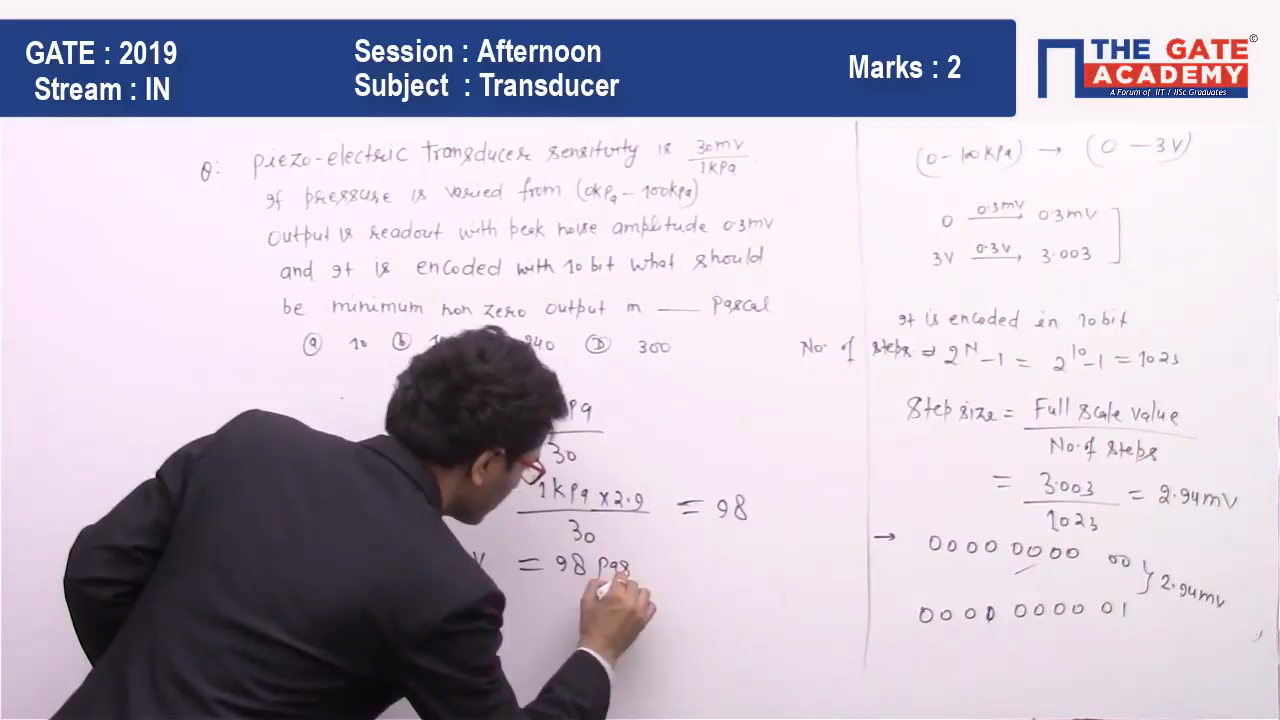 GATE : 2019
Stream : IN
Session : Afternoon
Subject : Transducer
Marks : 2
THE GATE
ACADEMY
A Forum of IIT / IISc Graduates
©
Q: piezo-electric transducer sensitivity is 30mv
1kpa
If pressure is varied from (0kpa - 100kpa)
Output is readout with peak noise amplitude 0.3mv
and It is encoded with 10 bit what should
be minimum non zero output in ___ Pascal
(a) 10 (b) 240 (D) 300
30
1kpa x 2.9 = 98
30
V = 98 pas
(0-100kpa) → (0 - 3V)
0 0.3mv 0.3mv
3V 0.3v 3.003
It is encoded in 10bit
No. of steps ⇒ 2^N -1 = 2^10 -1 = 1023
Step size = Full scale value
No. of steps
= 3.003 = 2.94mV
1023
→ 0000 0000 00
} 2.94mv
0000 0000 01